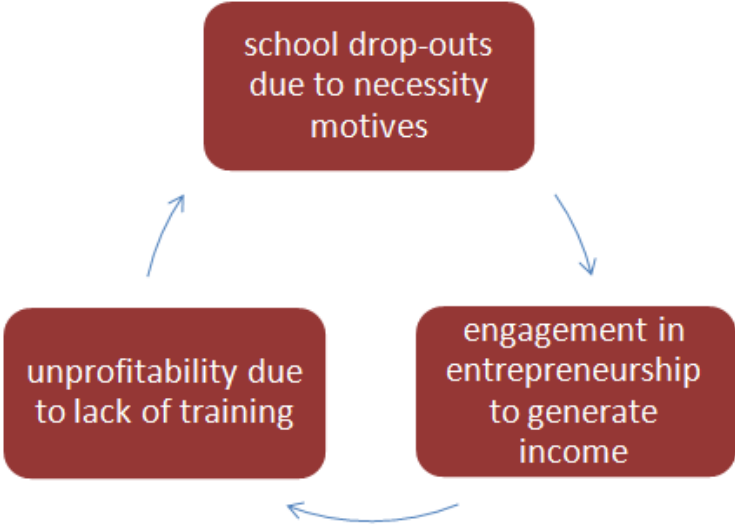 school drop-outs
due to necessity
motives
engagement in
entrepreneurship
to generate
income
unprofitability due
to lack of training